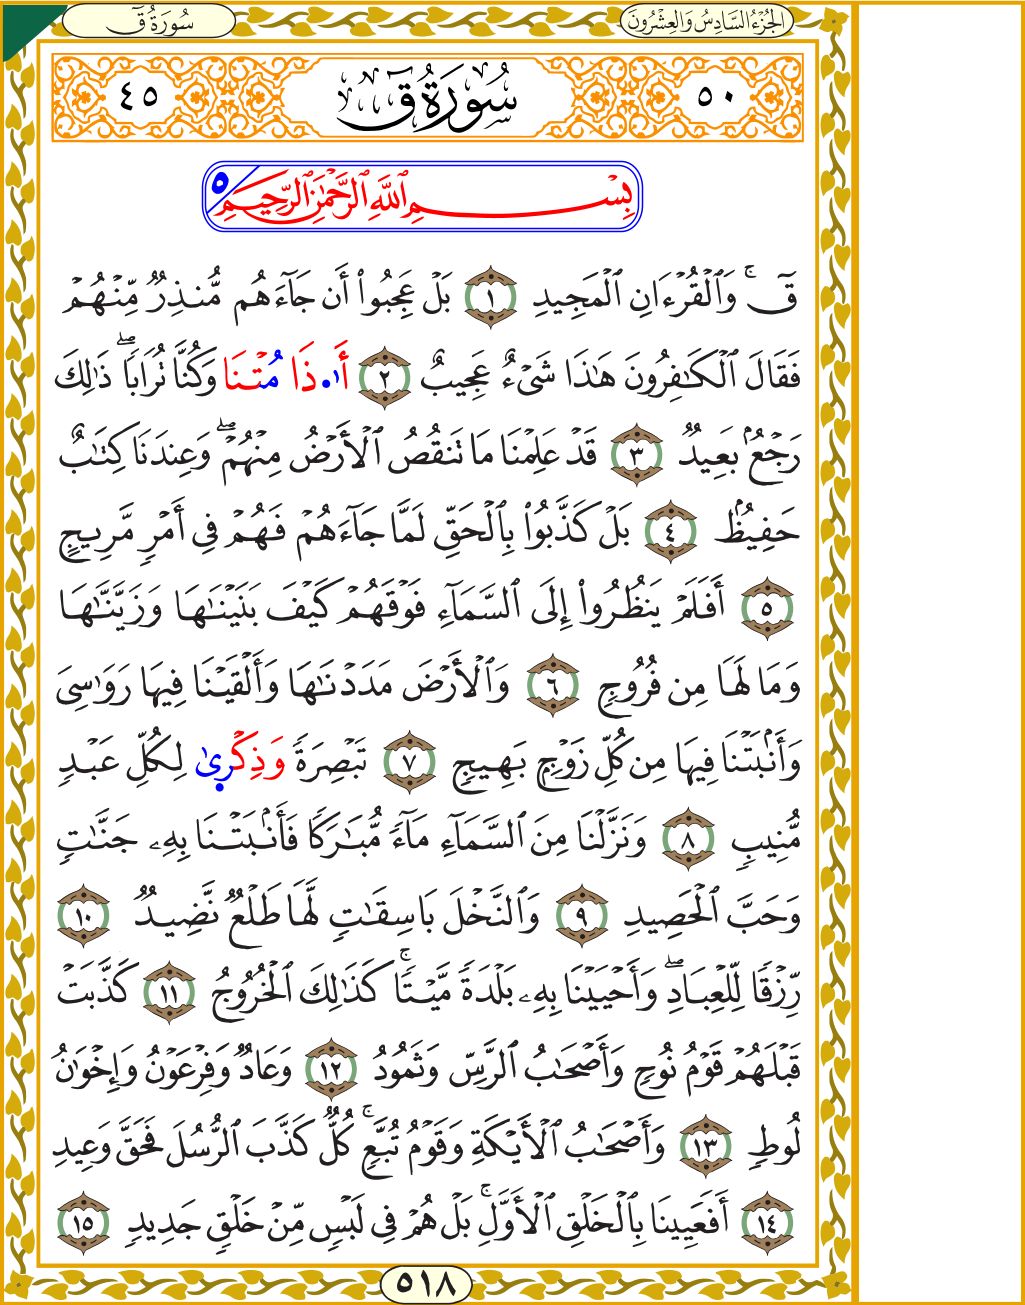 سُورَةُ قٓ
الجُزْءُ السَّادِسُ وَالعِشْرُونَ
٥٠ سُورَةُ قٓ ٤٥
بِسْمِ ٱللَّهِ ٱلرَّحْمَٰنِ ٱلرَّحِيمِ ٥
قٓۚ وَٱلْقُرْءَانِ ٱلْمَجِيدِ ١ بَلْ عَجِبُوا۟ أَن جَآءَهُم مُّنذِرٌ مِّنْهُمْ
فَقَالَ ٱلْكَٰفِرُونَ هَٰذَا شَىْءٌ عَجِيبٌ ٢ أَا۟ذَا مُتْنَا وَكُنَّا تُرَابًاۖ ذَٰلِكَ
رَجْعٌۢ بَعِيدٌ ٣ قَدْ عَلِمْنَا مَا تَنقُصُ ٱلْأَرْضُ مِنْهُمْۖ وَعِندَنَا كِتَٰبٌ
حَفِيظٌۢ ٤ بَلْ كَذَّبُوا۟ بِٱلْحَقِّ لَمَّا جَآءَهُمْ فَهُمْ فِىٓ أَمْرٍ مَّرِيجٍ
٥ أَفَلَمْ يَنظُرُوٓا۟ إِلَى ٱلسَّمَآءِ فَوْقَهُمْ كَيْفَ بَنَيْنَٰهَا وَزَيَّنَّٰهَا
وَمَا لَهَا مِن فُرُوجٍ ٦ وَٱلْأَرْضَ مَدَدْنَٰهَا وَأَلْقَيْنَا فِيهَا رَوَٰسِىَ
وَأَنۢبَتْنَا فِيهَا مِن كُلِّ زَوْجٍۭ بَهِيجٍ ٧ تَبْصِرَةً وَذِكْرِىٰ لِكُلِّ عَبْدٍ
مُّنِيبٍ ٨ وَنَزَّلْنَا مِنَ ٱلسَّمَآءِ مَآءً مُّبَٰرَكًا فَأَنۢبَتْنَا بِهِۦ جَنَّٰتٍ
وَحَبَّ ٱلْحَصِيدِ ٩ وَٱلنَّخْلَ بَاسِقَٰتٍ لَّهَا طَلْعٌ نَّضِيدٌ ١٠
رِّزْقًا لِّلْعِبَادِۖ وَأَحْيَيْنَا بِهِۦ بَلْدَةً مَّيْتًاۚ كَذَٰلِكَ ٱلْخُرُوجُ ١١ كَذَّبَتْ
قَبْلَهُمْ قَوْمُ نُوحٍ وَأَصْحَٰبُ ٱلرَّسِّ وَثَمُودُ ١٢ وَعَادٌ وَفِرْعَوْنُ وَإِخْوَٰنُ
لُوطٍ ١٣ وَأَصْحَٰبُ ٱلْأَيْكَةِ وَقَوْمُ تُبَّعٍۚ كُلٌّ كَذَّبَ ٱلرُّسُلَ فَحَقَّ وَعِيدِ
١٤ أَفَعَيِينَا بِٱلْخَلْقِ ٱلْأَوَّلِۚ بَلْ هُمْ فِى لَبْسٍ مِّنْ خَلْقٍ جَدِيدٍ ١٥
٥١٨